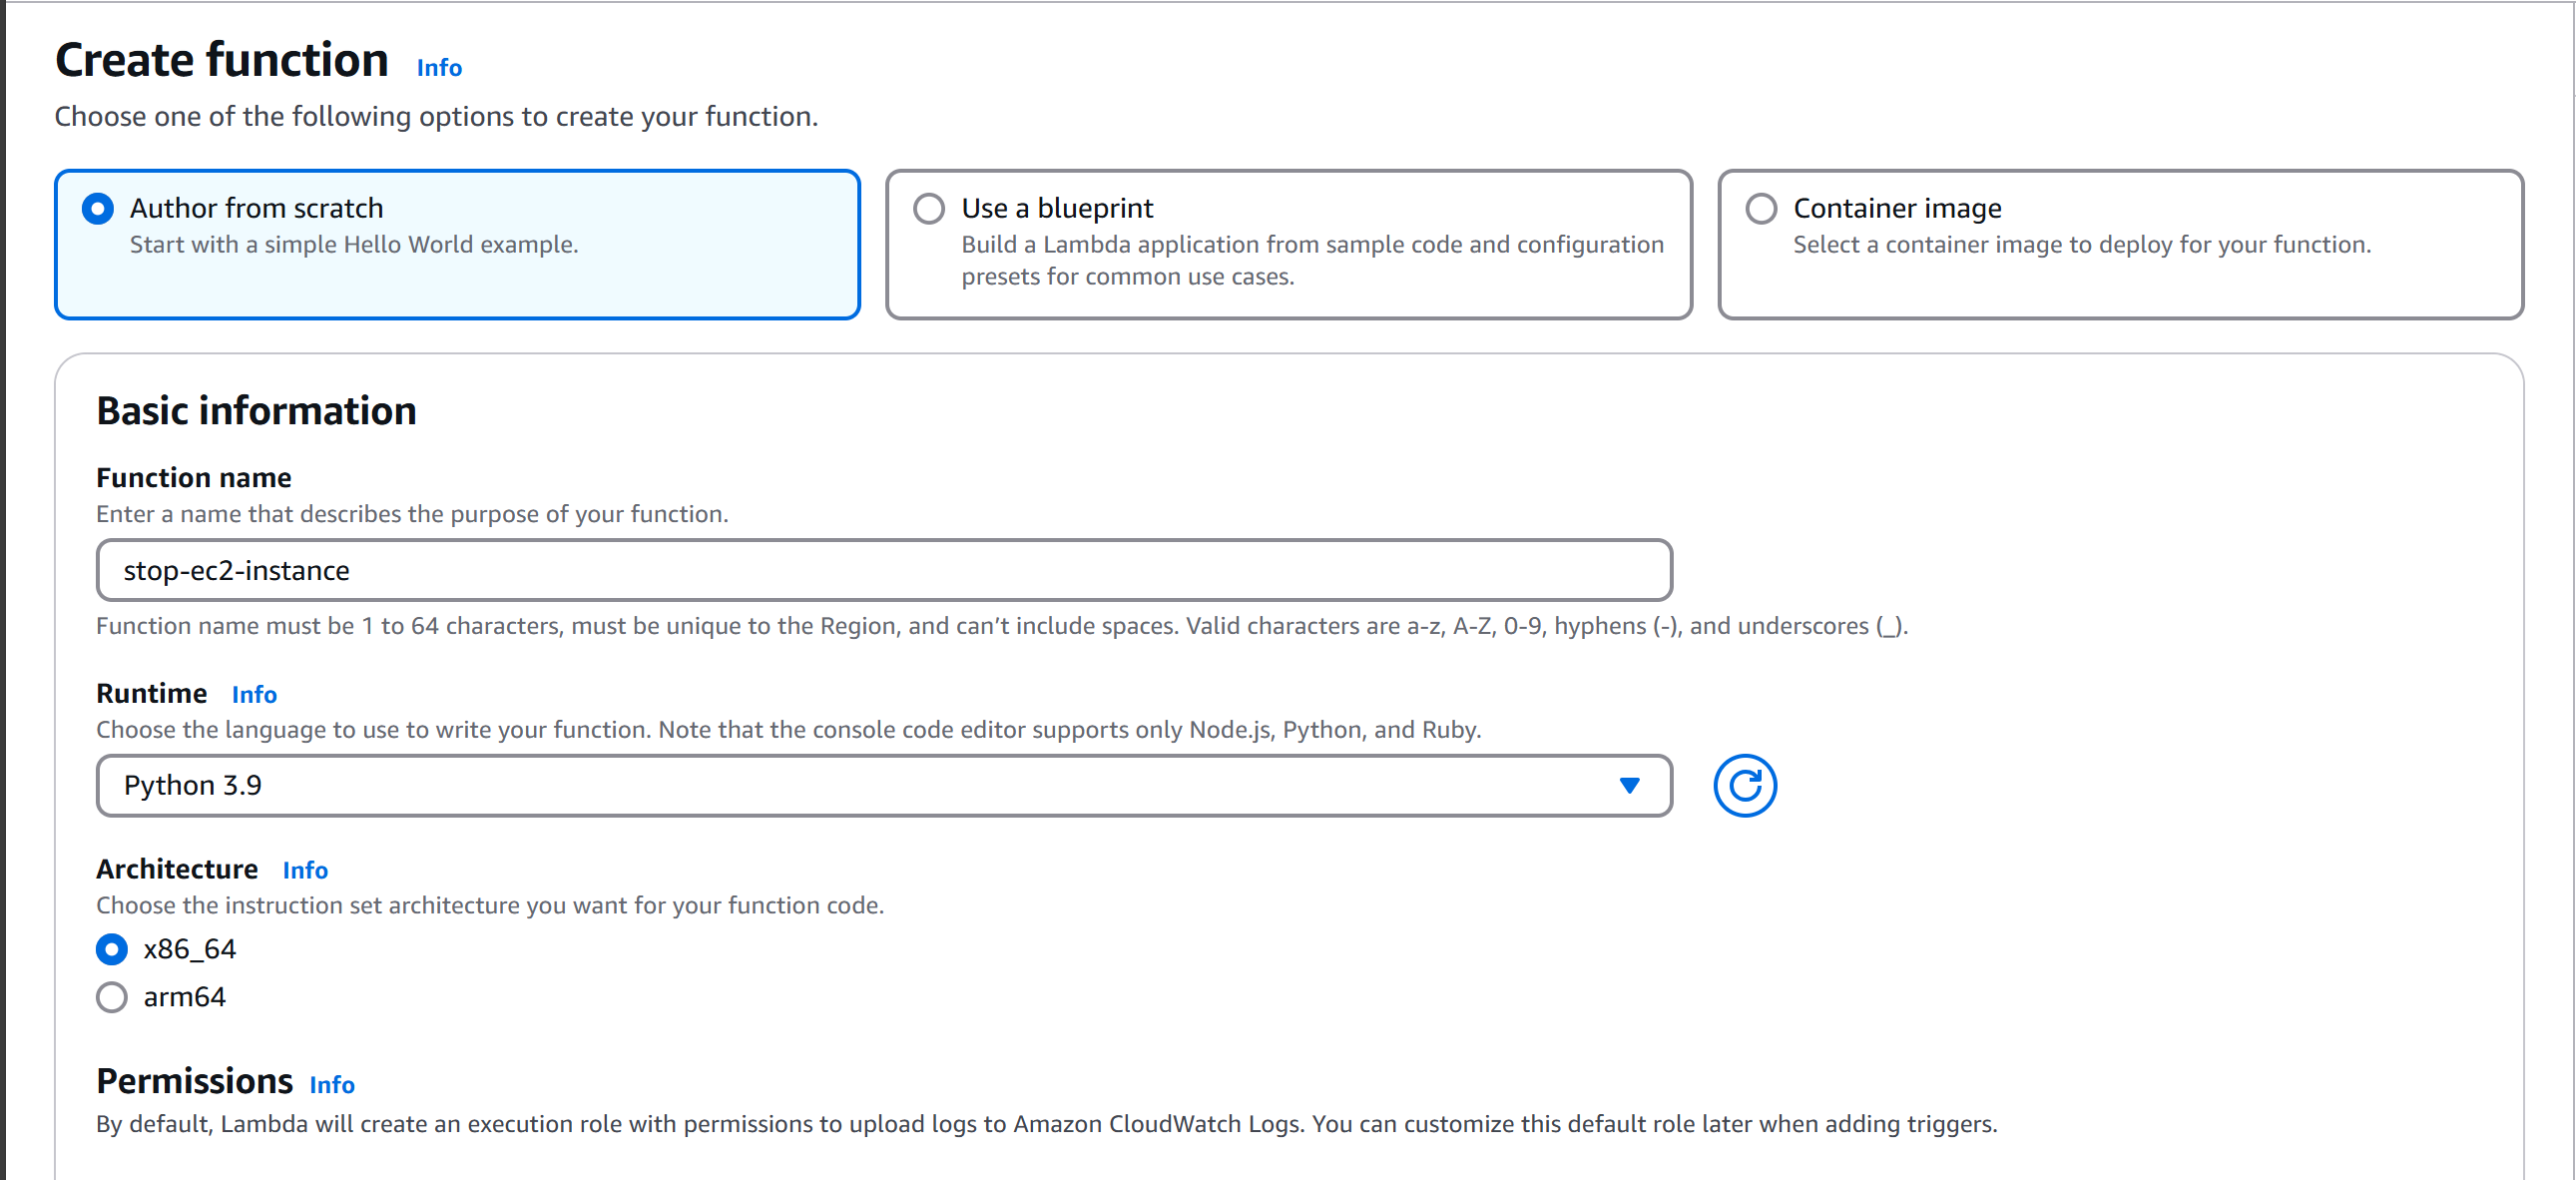 Create function Info
Choose one of the following options to create your function.
Author from scratch
Start with a simple Hello World example.
Use a blueprint
Build a Lambda application from sample code and configuration
presets for common use cases.
Container image
Select a container image to deploy for your function.
Basic information
Function name
Enter a name that describes the purpose of your function.
stop-ec2-instance
Function name must be 1 to 64 characters, must be unique to the Region, and can’t include spaces. Valid characters are a-z, A-Z, 0-9, hyphens (-), and underscores (_).
Runtime Info
Choose the language to use to write your function. Note that the console code editor supports only Node.js, Python, and Ruby.
Python 3.9
Architecture Info
Choose the instruction set architecture you want for your function code.
x86_64
arm64
Permissions Info
By default, Lambda will create an execution role with permissions to upload logs to Amazon CloudWatch Logs. You can customize this default role later when adding triggers.